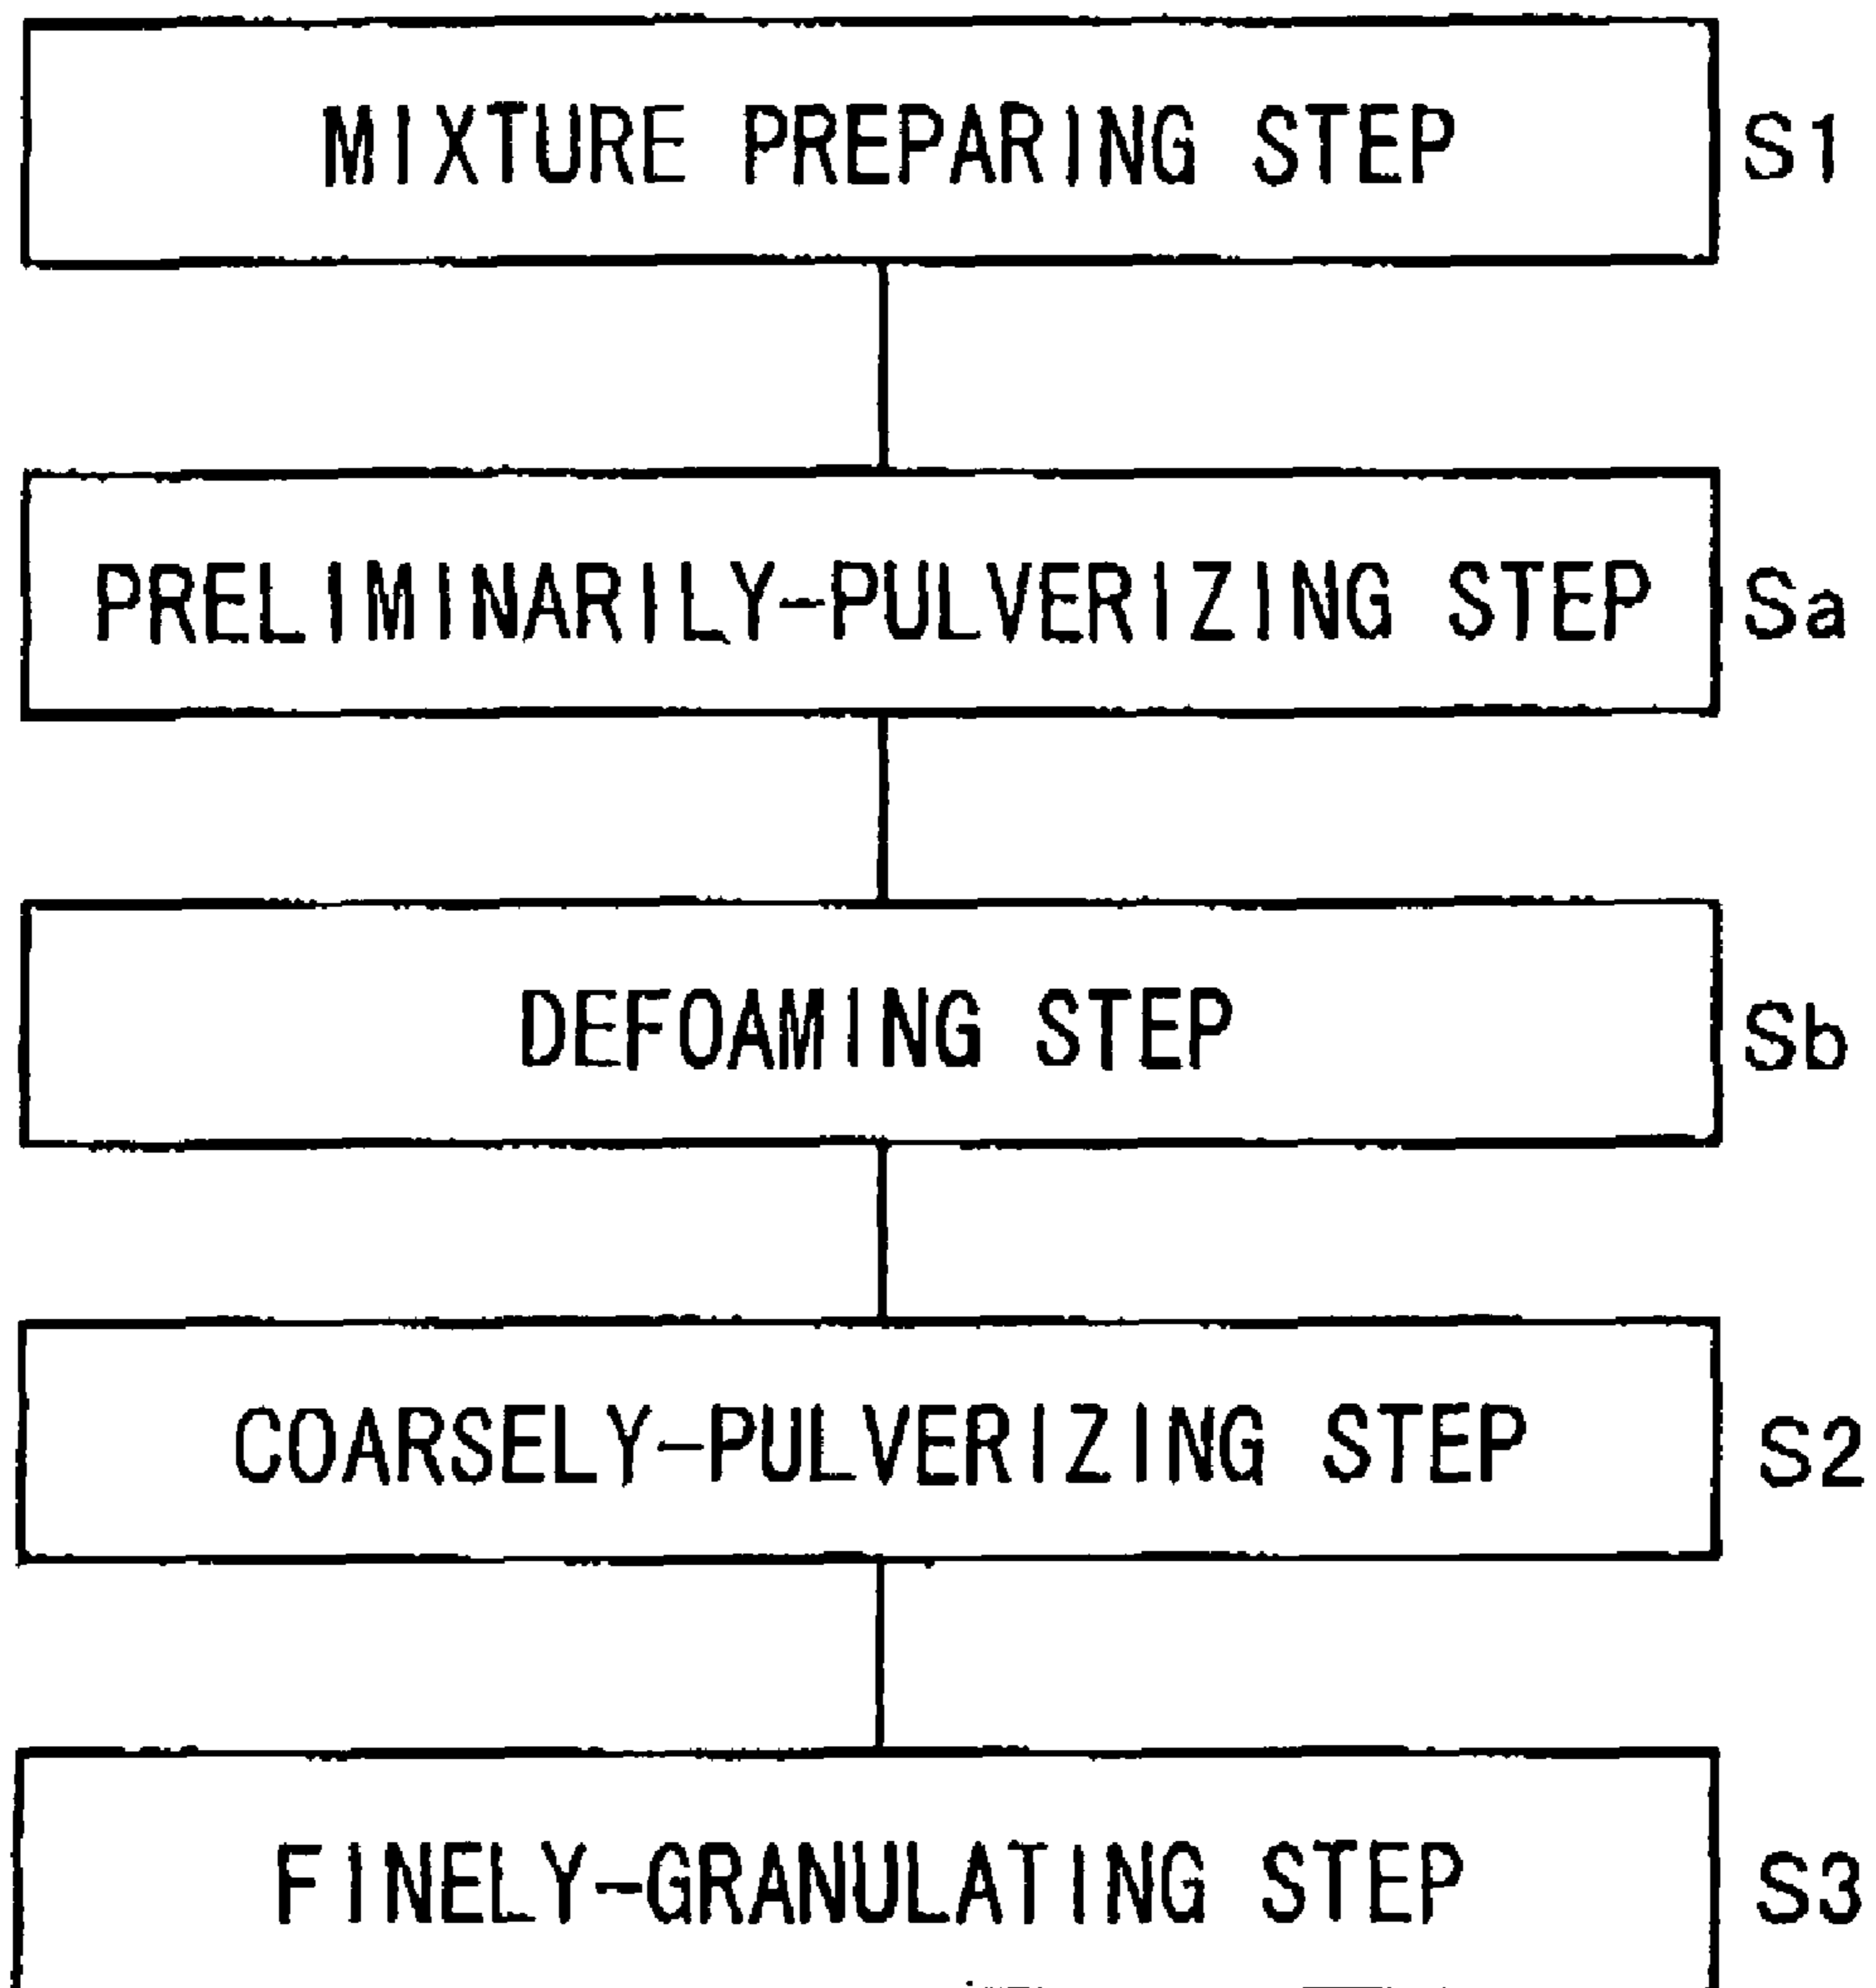 MIXTURE PREPARING STEP S1
PRELIMINARILY-PULVERIZING STEP Sa
DEFOAMING STEP Sb
COARSELY-PULVERIZING STEP S2
FINELY-GRANULATING STEP S3